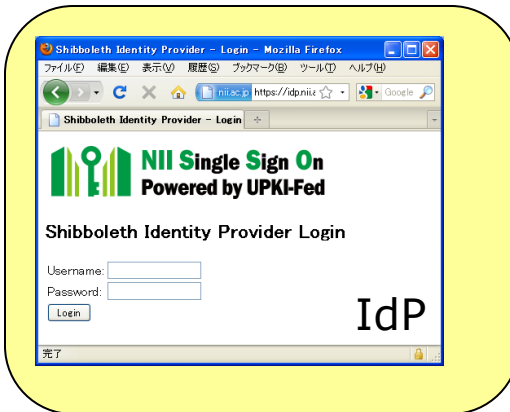 Shibboleth Identity Provider - Login - Mozilla Firefox
ファイル(F) 編集(E) 表示(V) 履歴(S) ブックマーク(B) ツール(T) ヘルプ(H)
nii.ac.jp https://idp.nii.a Google
Shibboleth Identity Provider - Login
NII Single Sign On
Powered by UPKI-Fed
Shibboleth Identity Provider Login
Username:
Password:
Login
IdP
完了